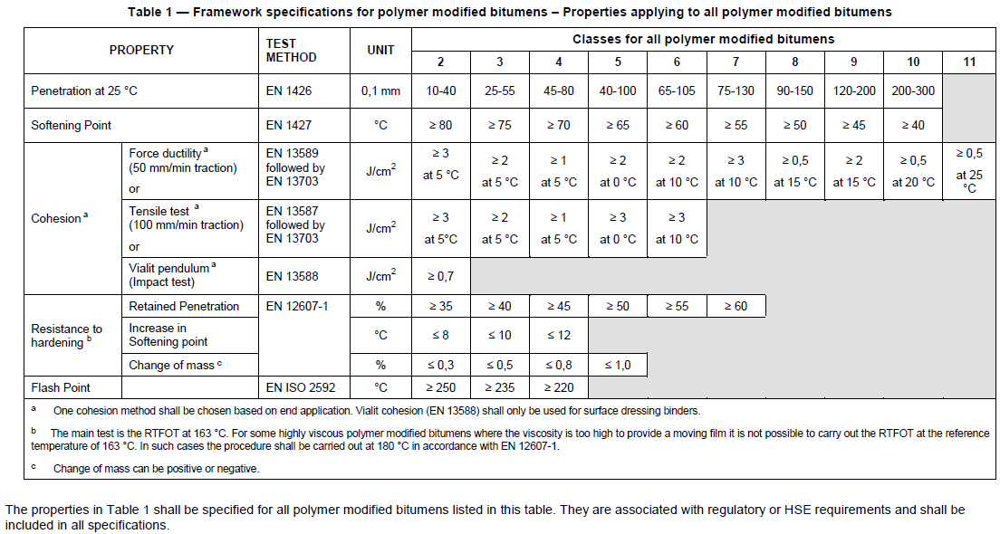 Table 1 — Framework specifications for polymer modified bitumens – Properties applying to all polymer modified bitumens
PROPERTY TEST METHOD UNIT Classes for all polymer modified bitumens
2 3 4 5 6 7 8 9 10 11
Penetration at 25 °C EN 1426 0,1 mm 10-40 25-55 45-80 40-100 65-105 75-130 90-150 120-200 200-300
Softening Point EN 1427 °C ≥ 80 ≥ 75 ≥ 70 ≥ 65 ≥ 60 ≥ 55 ≥ 50 ≥ 45 ≥ 40
Cohesion a
Force ductility a (50 mm/min traction) or EN 13589 followed by EN 13703 J/cm2 ≥ 3 at 5 °C ≥ 2 at 5 °C ≥ 1 at 5 °C ≥ 2 at 0 °C ≥ 2 at 10 °C ≥ 3 at 10 °C ≥ 0,5 at 15 °C ≥ 2 at 15 °C ≥ 0,5 at 20 °C ≥ 0,5 at 25 °C
Tensile test a (100 mm/min traction) or EN 13587 followed by EN 13703 J/cm2 ≥ 3 at 5°C ≥ 2 at 5 °C ≥ 1 at 5 °C ≥ 3 at 0 °C ≥ 3 at 10 °C
Vialit pendulum a (Impact test) EN 13588 J/cm2 ≥ 0,7
Resistance to hardening b
Retained Penetration EN 12607-1 % ≥ 35 ≥ 40 ≥ 45 ≥ 50 ≥ 55 ≥ 60
Increase in Softening point °C ≤ 8 ≤ 10 ≤ 12
Change of mass c % ≤ 0,3 ≤ 0,5 ≤ 0,8 ≤ 1,0
Flash Point EN ISO 2592 °C ≥ 250 ≥ 235 ≥ 220
a One cohesion method shall be chosen based on end application. Vialit cohesion (EN 13588) shall only be used for surface dressing binders.
b The main test is the RTFOT at 163 °C. For some highly viscous polymer modified bitumens where the viscosity is too high to provide a moving film it is not possible to carry out the RTFOT at the reference
temperature of 163 °C. In such cases the procedure shall be carried out at 180 °C in accordance with EN 12607-1.
c Change of mass can be positive or negative.
The properties in Table 1 shall be specified for all polymer modified bitumens listed in this table. They are associated with regulatory or HSE requirements and shall be
included in all specifications.